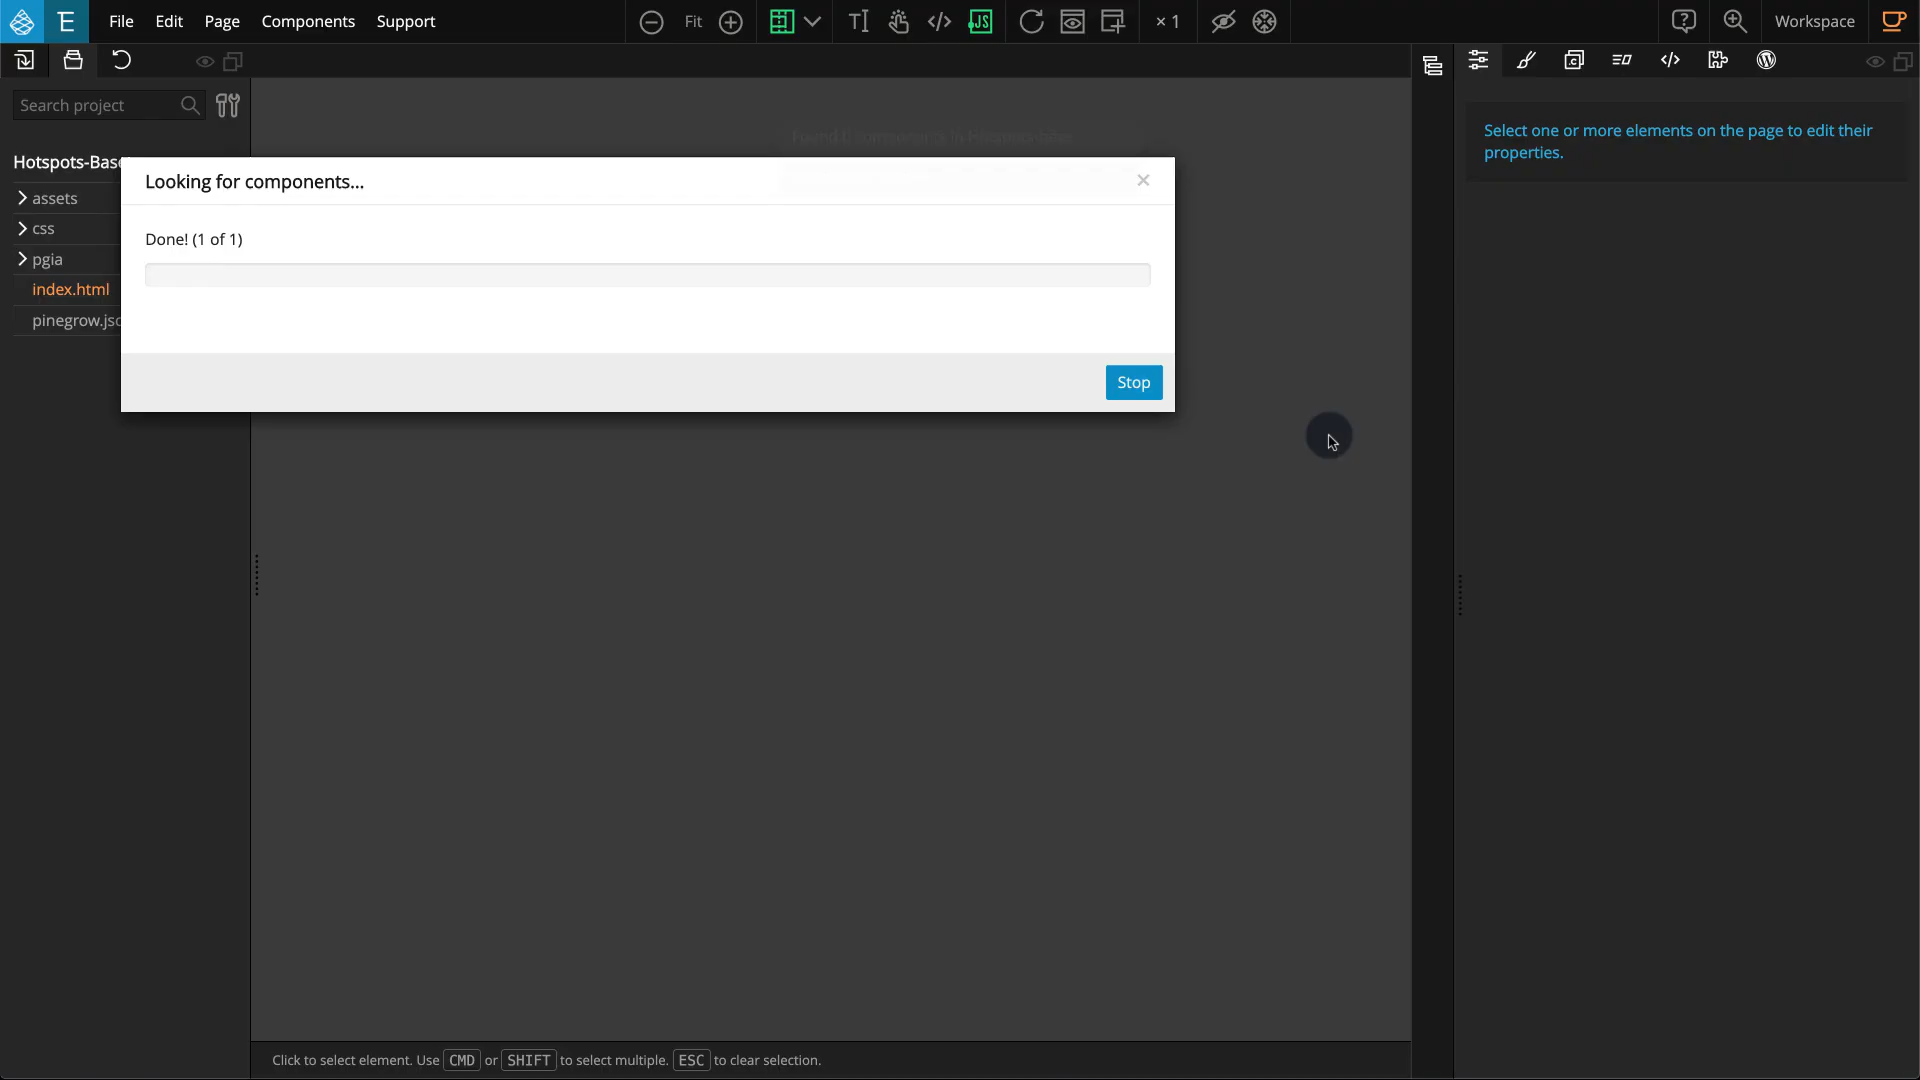 E File Edit Page Components Support Fit JS × 1 Workspace
Search project
Select one or more elements on the page to edit their
properties.
Hotspots-Base
Looking for components...
×
assets
css
pgia
index.html
pinegrow.jso
Done! (1 of 1)
Stop
Click to select element. Use CMD or SHIFT to select multiple. ESC to clear selection.